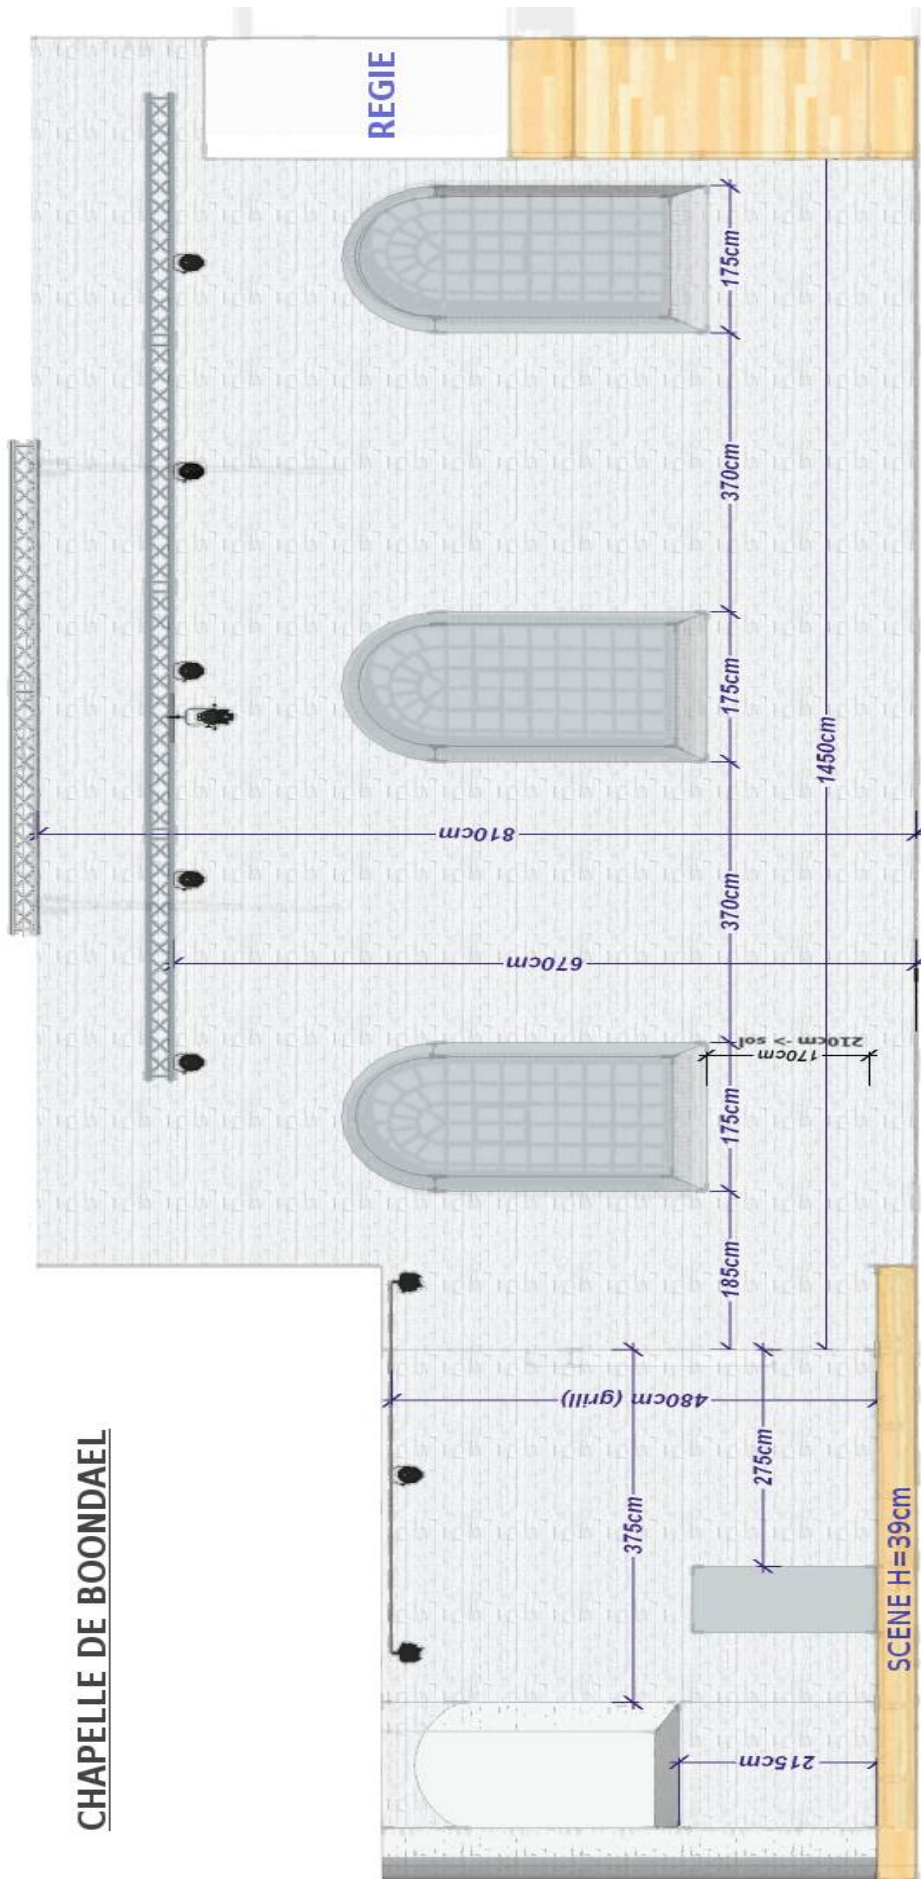 CHAPELLE DE BOONDAEL
REGIE
810cm
670cm
480cm (grill)
375cm
185cm
175cm
370cm
175cm
370cm
175cm
170cm
210cm -> sol
275cm
1450cm
215cm
SCENE H=39cm